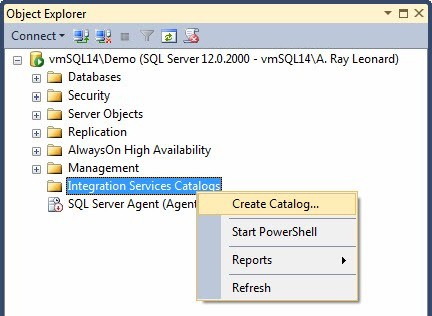 Object Explorer
Connect
vmSQL14\Demo (SQL Server 12.0.2000 - vmSQL14\A. Ray Leonard)
Databases
Security
Server Objects
Replication
AlwaysOn High Availability
Management
Integration Services Catalogs
SQL Server Agent (Agent
Create Catalog...
Start PowerShell
Reports
Refresh